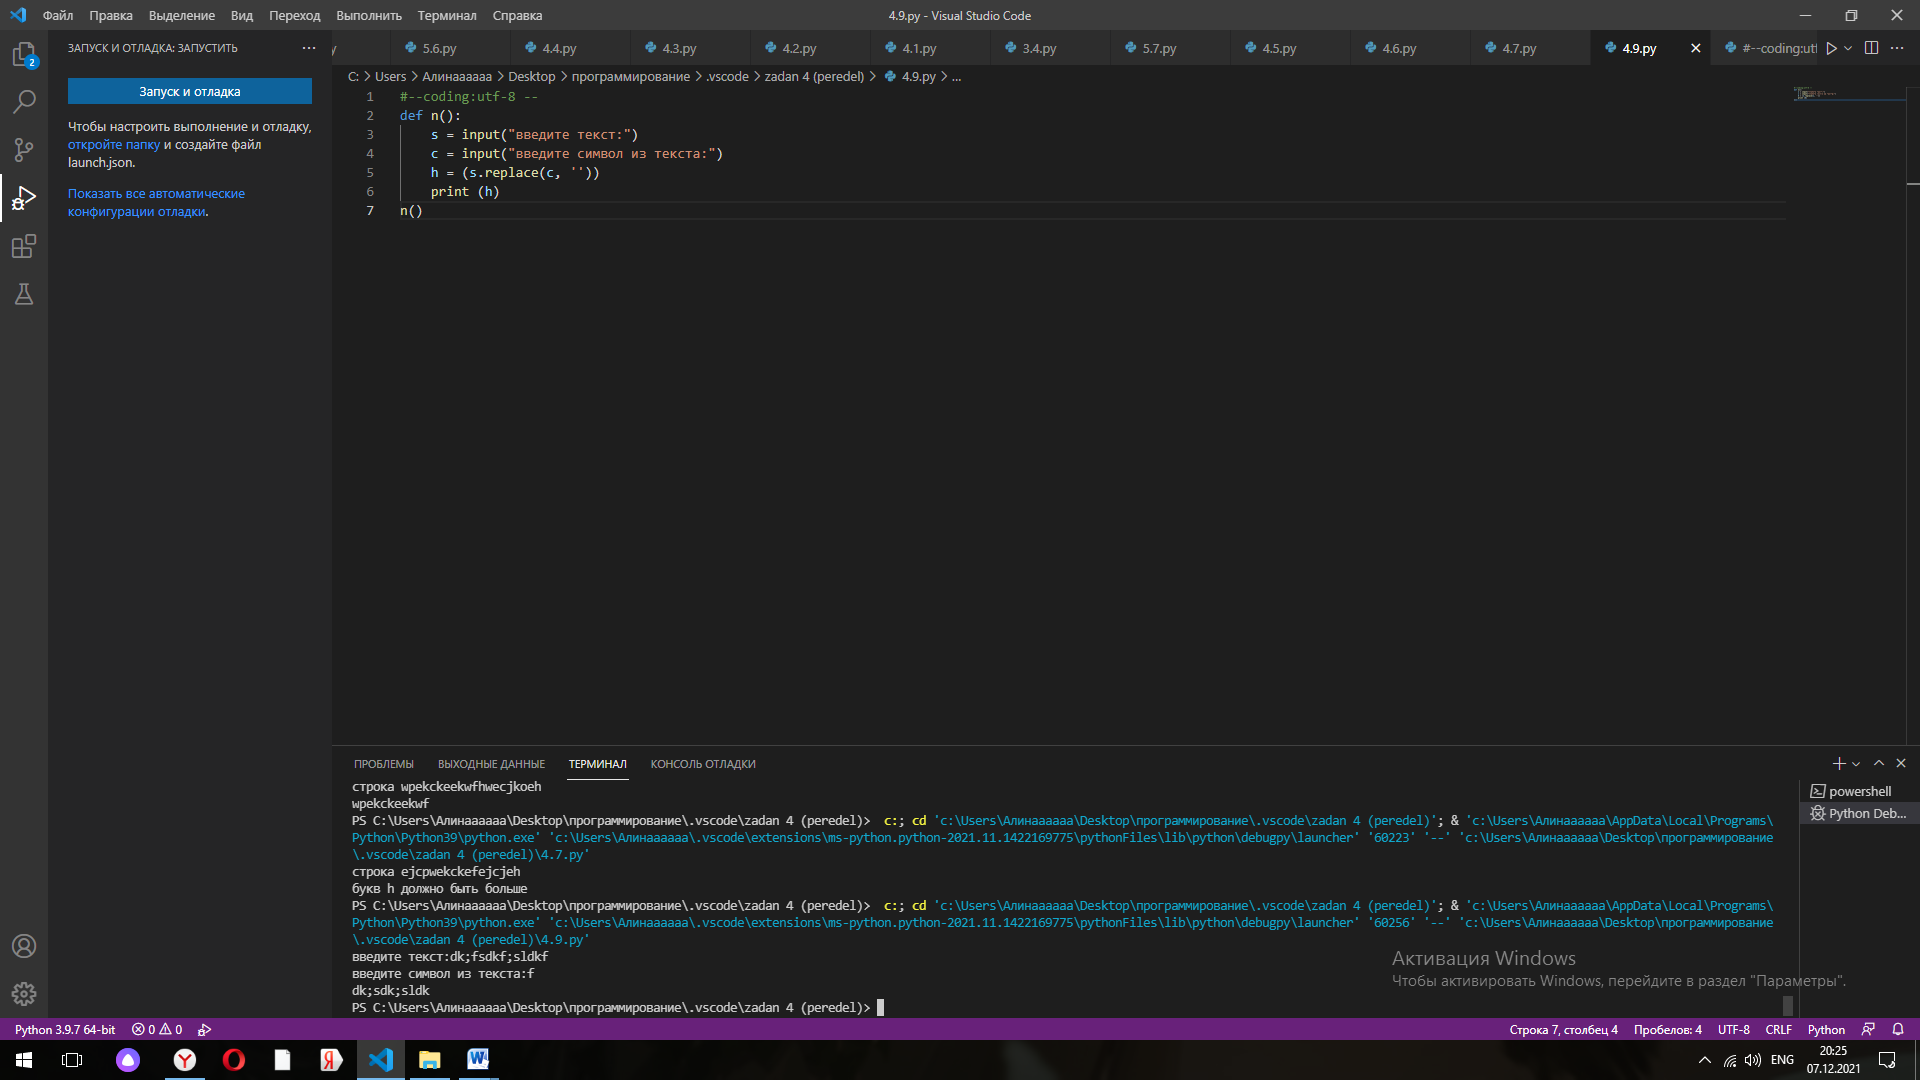 Файл Правка Выделение Вид Переход Выполнить Терминал Справка
4.9.py - Visual Studio Code
ЗАПУСК И ОТЛАДКА: ЗАПУСТИТЬ
y 5.6.py 4.4.py 4.3.py 4.2.py 4.1.py 3.4.py 5.7.py 4.5.py 4.6.py 4.7.py 4.9.py #--coding:utf
C: > Users > Алинаааааа > Desktop > программирование > .vscode > zadan 4 (peredel) > 4.9.py > ...
2
Запуск и отладка
Чтобы настроить выполнение и отладку,
откройте папку и создайте файл
launch.json.
Показать все автоматические
конфигурации отладки.
1 #--coding:utf-8 --
2 def n():
3 s = input("введите текст:")
4 c = input("введите символ из текста:")
5 h = (s.replace(c, ''))
6 print (h)
7 n()
ПРОБЛЕМЫ ВЫХОДНЫЕ ДАННЫЕ ТЕРМИНАЛ КОНСОЛЬ ОТЛАДКИ
строка wpekckeekwfhwecjkoeh
wpekckeekwf
PS C:\Users\Алинаааааа\Desktop\программирование\.vscode\zadan 4 (peredel)> c:; cd 'c:\Users\Алинаааааа\Desktop\программирование\.vscode\zadan 4 (peredel)'; & 'c:\Users\Алинаааааа\AppData\Local\Programs\
Python\Python39\python.exe' 'c:\Users\Алинаааааа\.vscode\extensions\ms-python.python-2021.11.1422169775\pythonFiles\lib\python\debugpy\launcher' '60223' '--' 'c:\Users\Алинаааааа\Desktop\программирование
\.vscode\zadan 4 (peredel)\4.7.py'
строка ejcpwekckefejcjeh
букв h должно быть больше
PS C:\Users\Алинаааааа\Desktop\программирование\.vscode\zadan 4 (peredel)> c:; cd 'c:\Users\Алинаааааа\Desktop\программирование\.vscode\zadan 4 (peredel)'; & 'c:\Users\Алинаааааа\AppData\Local\Programs\
Python\Python39\python.exe' 'c:\Users\Алинаааааа\.vscode\extensions\ms-python.python-2021.11.1422169775\pythonFiles\lib\python\debugpy\launcher' '60256' '--' 'c:\Users\Алинаааааа\Desktop\программирование
\.vscode\zadan 4 (peredel)\4.9.py'
введите текст:dk;fsdkf;sldkf
введите символ из текста:f
dk;sdk;sldk
PS C:\Users\Алинаааааа\Desktop\программирование\.vscode\zadan 4 (peredel)>
powershell
Python Deb...
Активация Windows
Чтобы активировать Windows, перейдите в раздел "Параметры".
Python 3.9.7 64-bit 0 0
Строка 7, столбец 4 Пробелов: 4 UTF-8 CRLF Python
ENG
20:25
07.12.2021